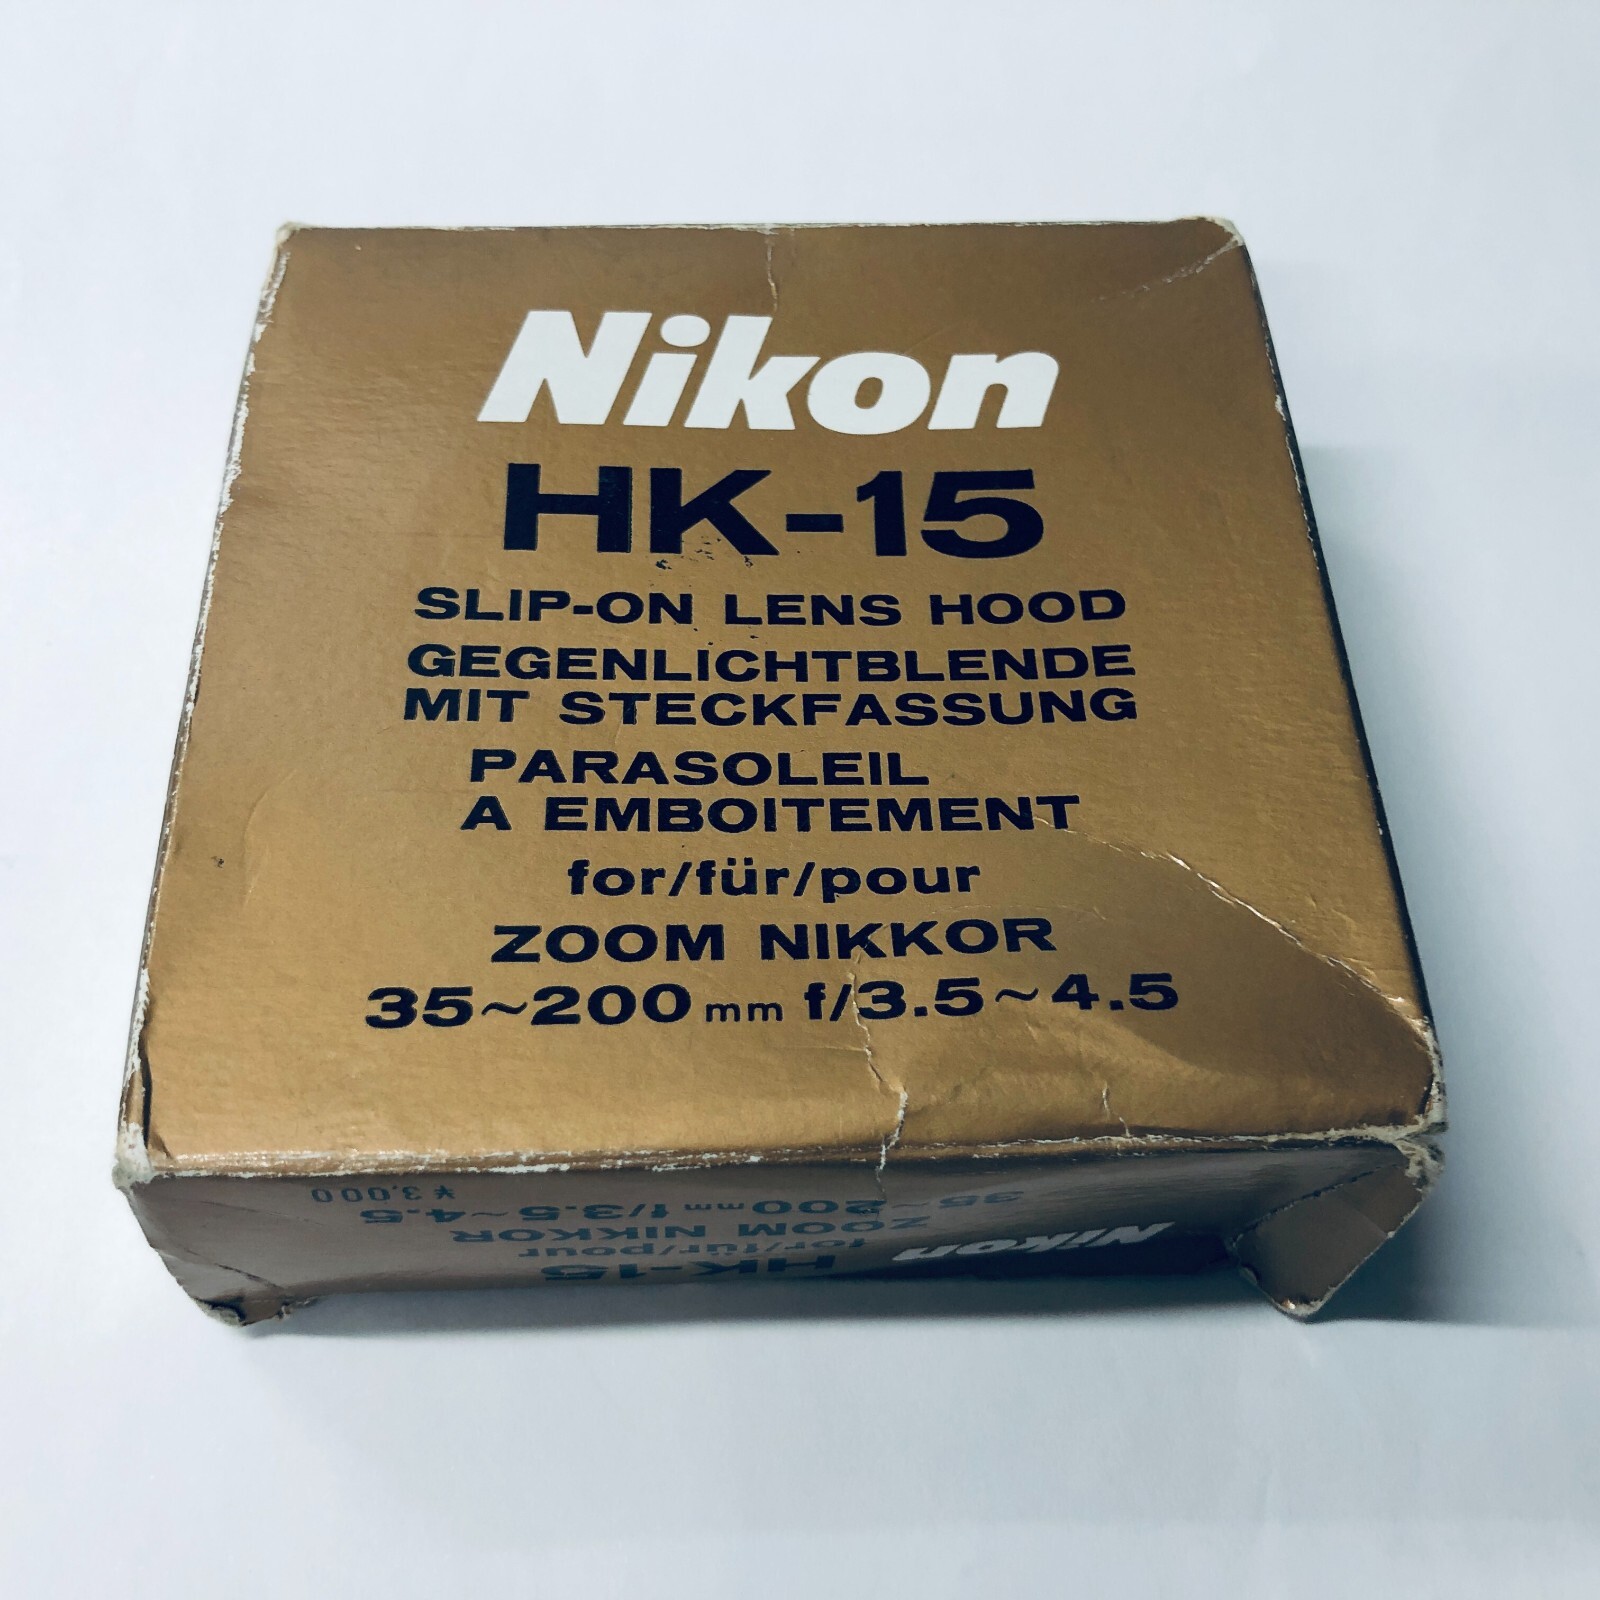 Nikon
HK-15
SLIP-ON LENS HOOD
GEGENLICHTBLENDE
MIT STECKFASSUNG
PARASOLEIL
A EMBOITEMENT
for/für/pour
ZOOM NIKKOR
35~200mm f/3.5~4.5
Nikon
HK-15
for/für/pour
ZOOM NIKKOR
35~200mm f/3.5~4.5
¥3,000